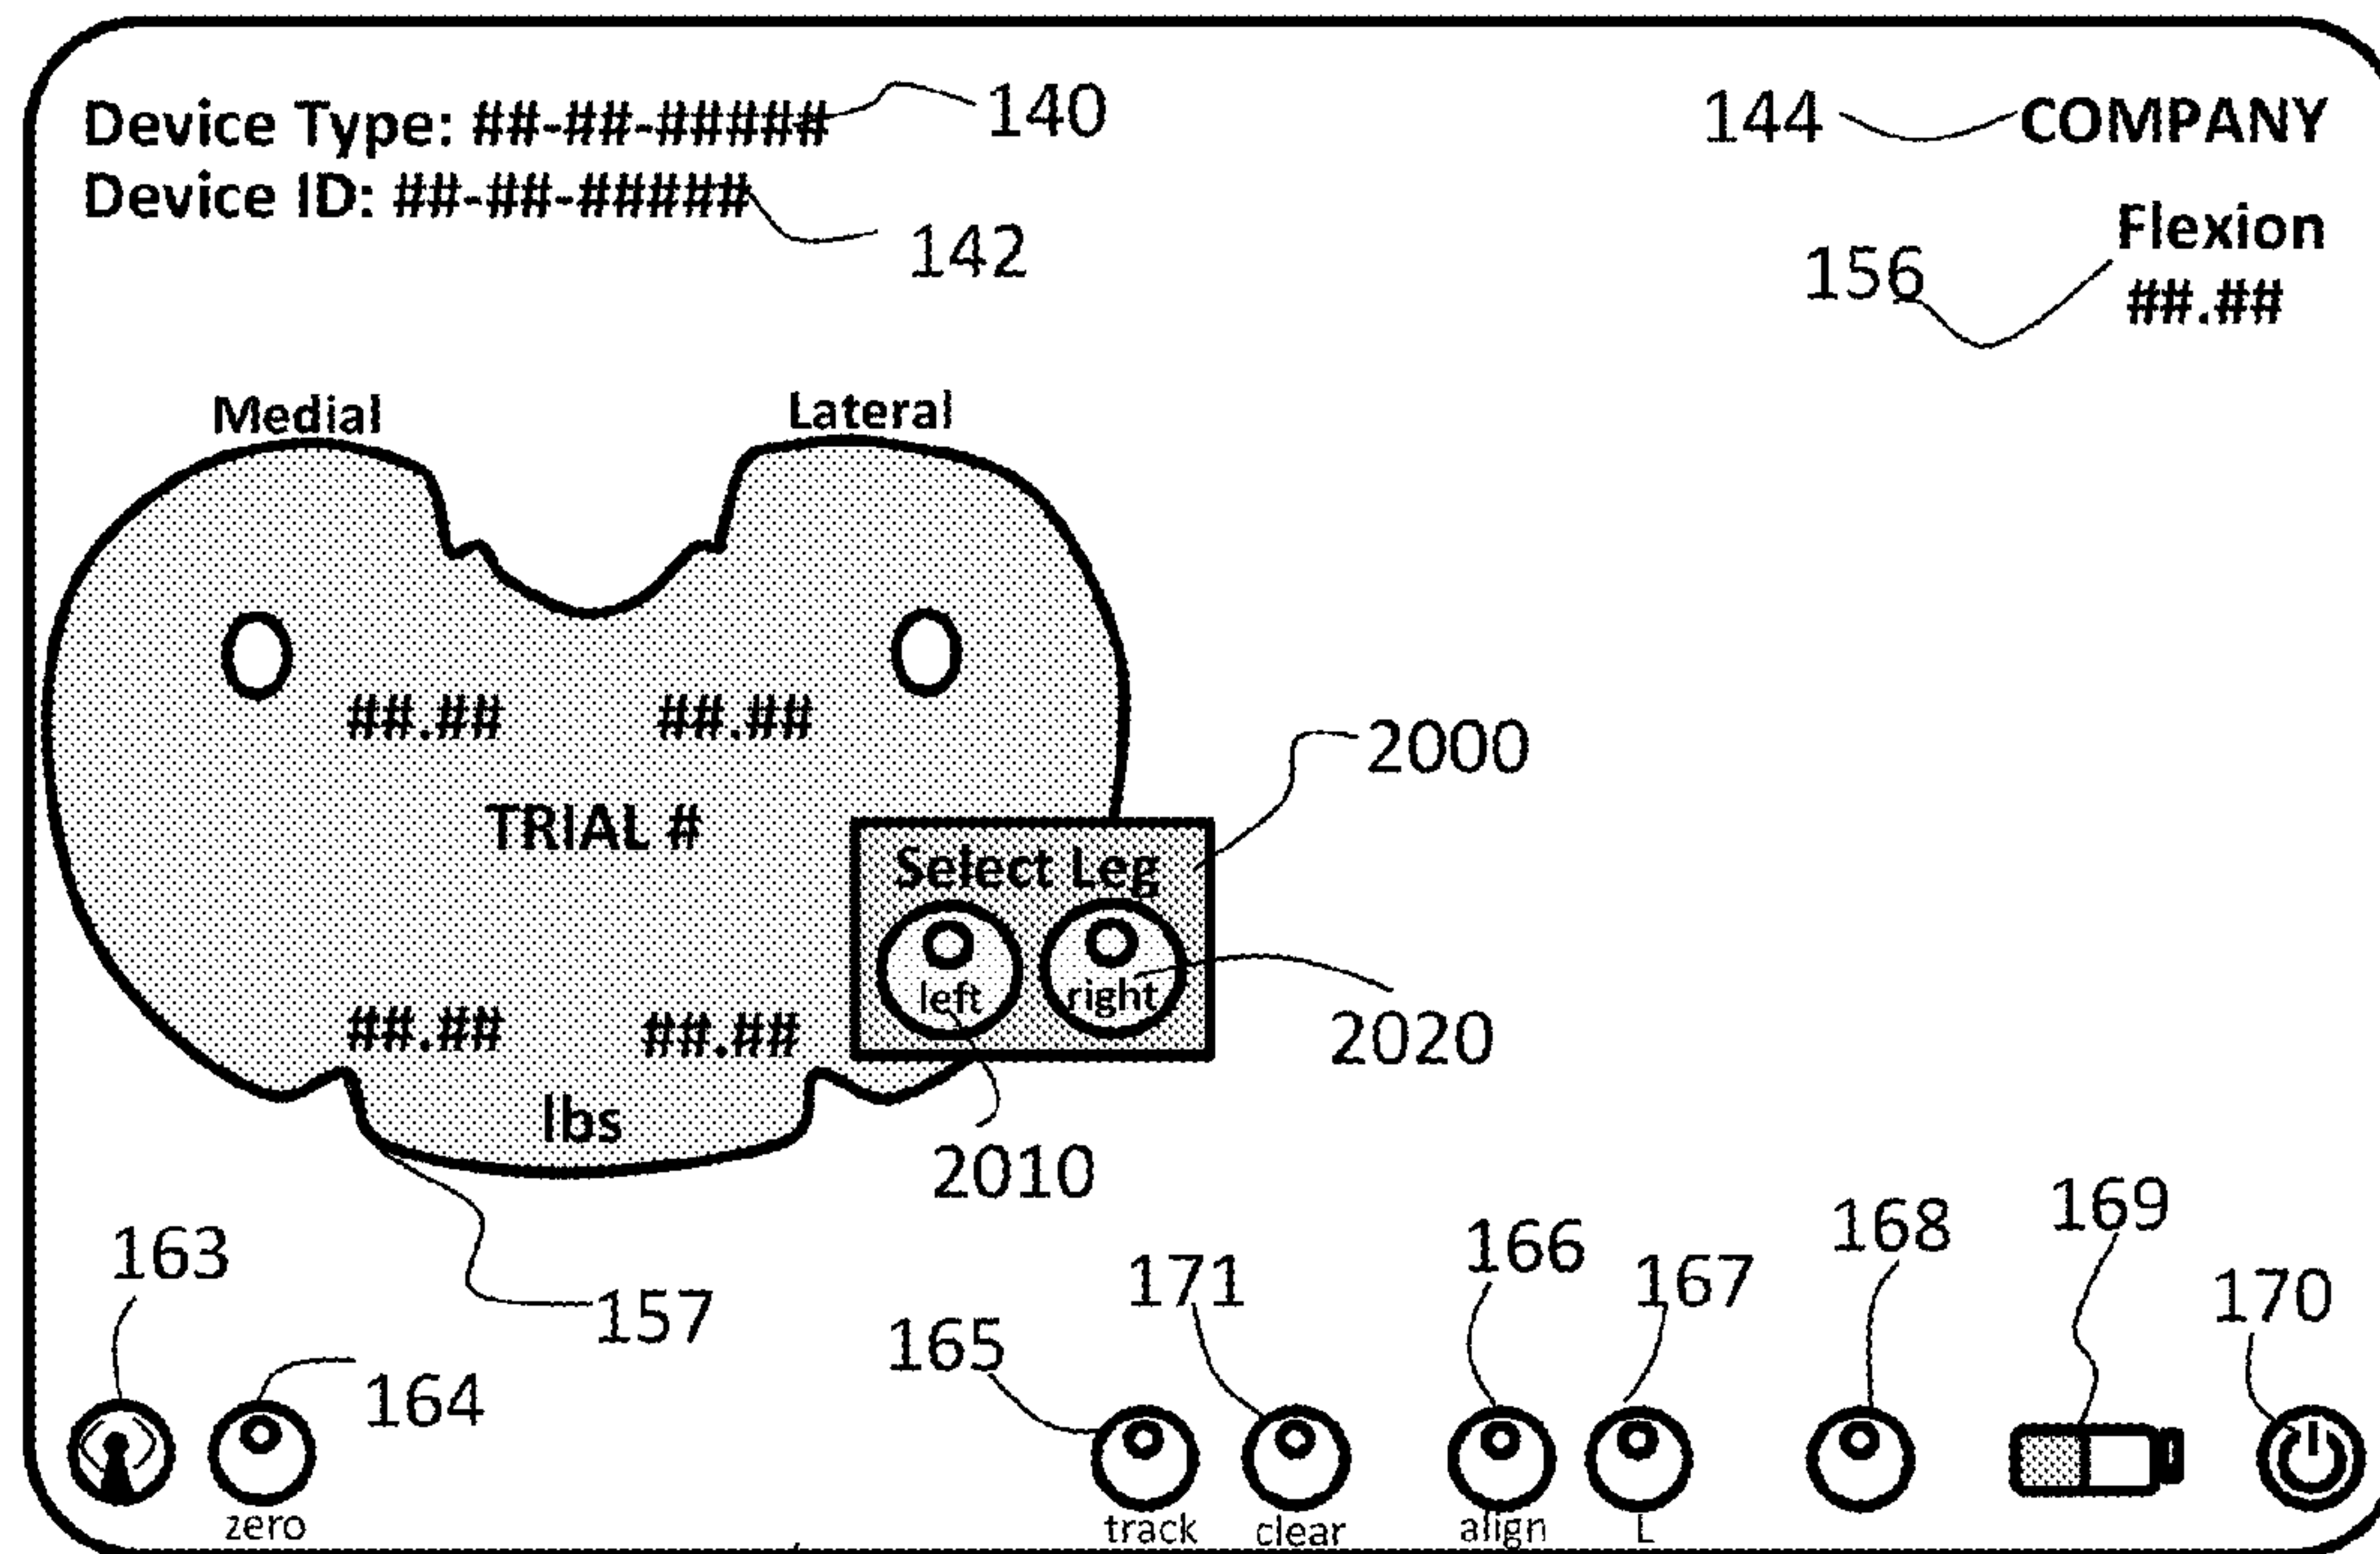 Device Type: ##-##-##### 140
144 COMPANY
Device ID: ##-##-#####
142
Flexion
156
##.##
Medial Lateral
##.## ##.##
2000
TRIAL #
Select Leg
left right
2020
##.## ##.##
lbs
2010
163
157
164
165
171
166
167
168
169
170
zero
track clear align L